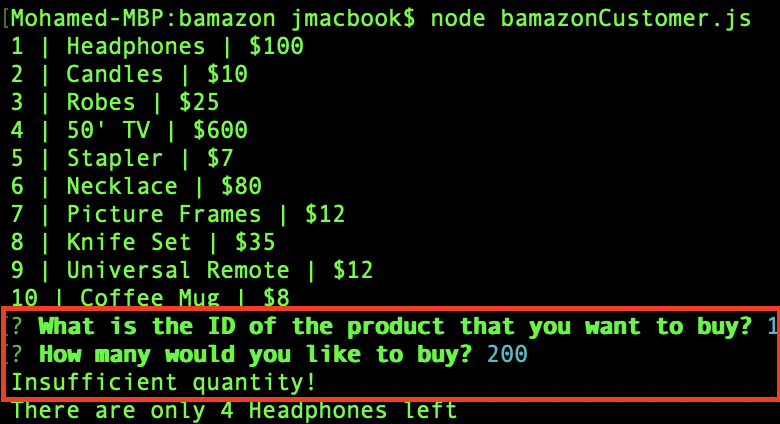 [Mohamed-MBP:bamazon jmacbook$ node bamazonCustomer.js
1 | Headphones | $100
2 | Candles | $10
3 | Robes | $25
4 | 50' TV | $600
5 | Stapler | $7
6 | Necklace | $80
7 | Picture Frames | $12
8 | Knife Set | $35
9 | Universal Remote | $12
10 | Coffee Mug | $8
[? What is the ID of the product that you want to buy? 1
[? How many would you like to buy? 200
Insufficient quantity!
There are only 4 Headphones left